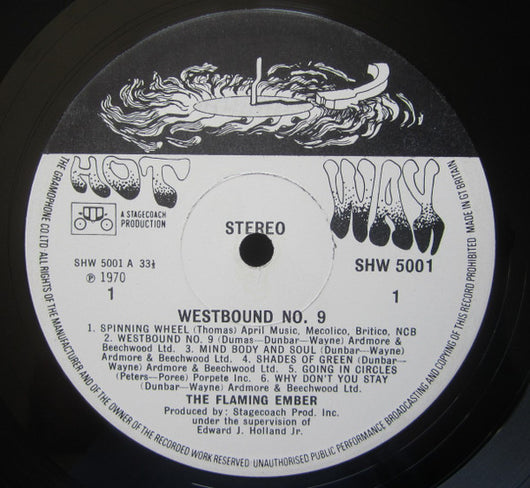 HOT WAX
A STAGECOACH
PRODUCTION
STEREO
SHW 5001 A 33⅓
℗ 1970
1
SHW 5001
1
WESTBOUND NO. 9
1. SPINNING WHEEL (Thomas) April Music, Mecolico, Britico, NCB
2. WESTBOUND NO. 9 (Dumas—Dunbar—Wayne) Ardmore &
Beechwood Ltd. 3. MIND BODY AND SOUL (Dunbar—Wayne)
Ardmore & Beechwood Ltd. 4. SHADES OF GREEN (Dunbar—
Wayne) Ardmore & Beechwood Ltd. 5. GOING IN CIRCLES
(Peters—Poree) Porpete Inc. 6. WHY DON'T YOU STAY
(Dunbar—Wayne) Ardmore & Beechwood Ltd.
THE FLAMING EMBER
Produced by: Stagecoach Prod. Inc.
under the supervision of
Edward J. Holland Jr.
THE GRAMOPHONE CO. LTD. ALL RIGHTS OF THE MANUFACTURER AND OF THE OWNER OF THE RECORDED WORK RESERVED UNAUTHORISED PUBLIC PERFORMANCE BROADCASTING AND COPYING OF THIS RECORD PROHIBITED MADE IN GT BRITAIN